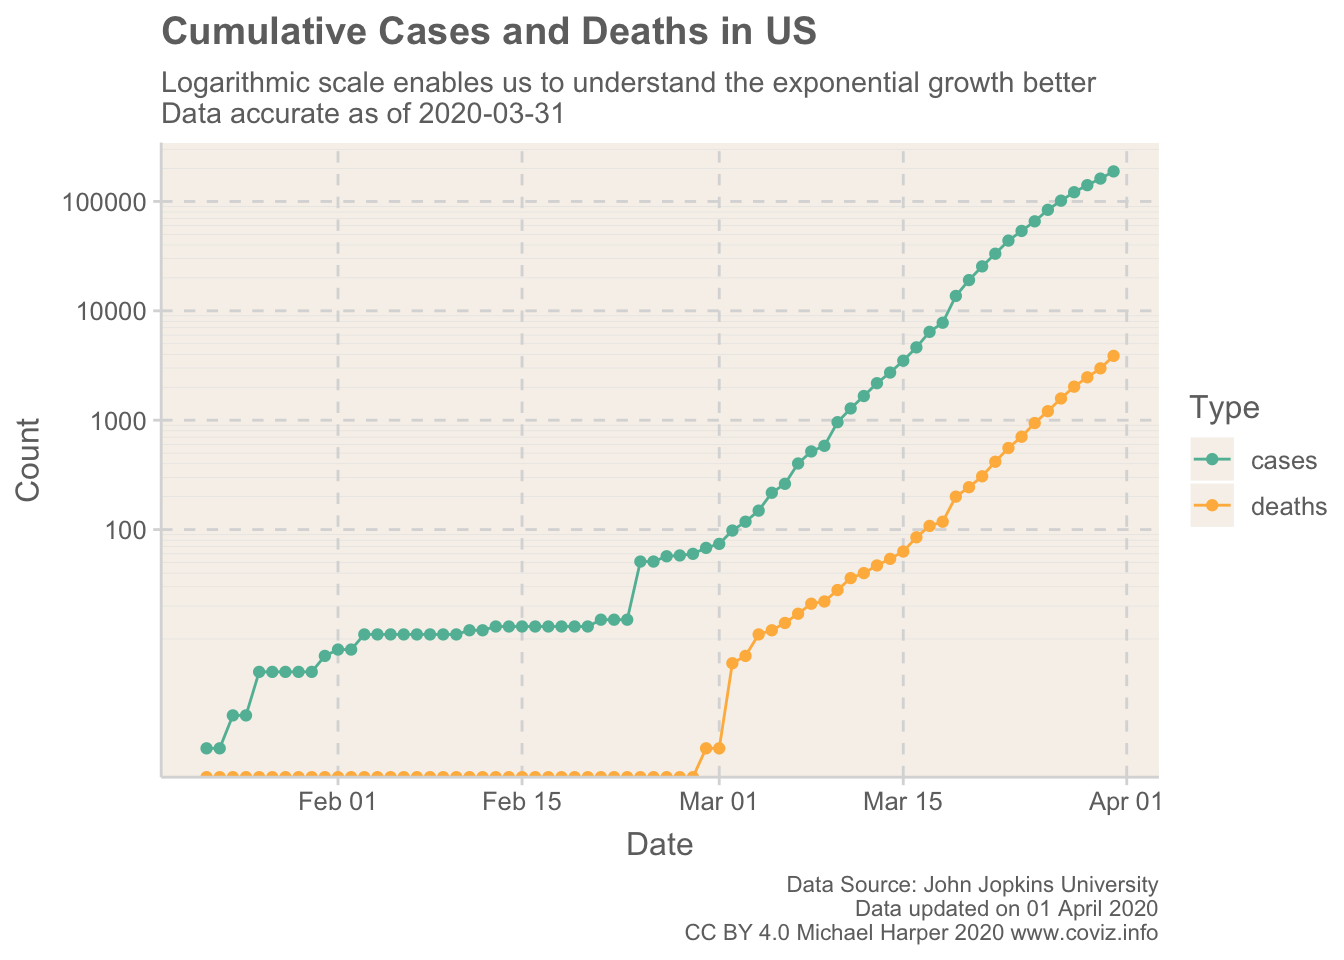 Cumulative Cases and Deaths in US
Logarithmic scale enables us to understand the exponential growth better
Data accurate as of 2020-03-31
100000
10000
1000
100
Count
Feb 01
Feb 15
Mar 01
Mar 15
Apr 01
Date
Type
cases
deaths
Data Source: John Jopkins University
Data updated on 01 April 2020
CC BY 4.0 Michael Harper 2020 www.coviz.info